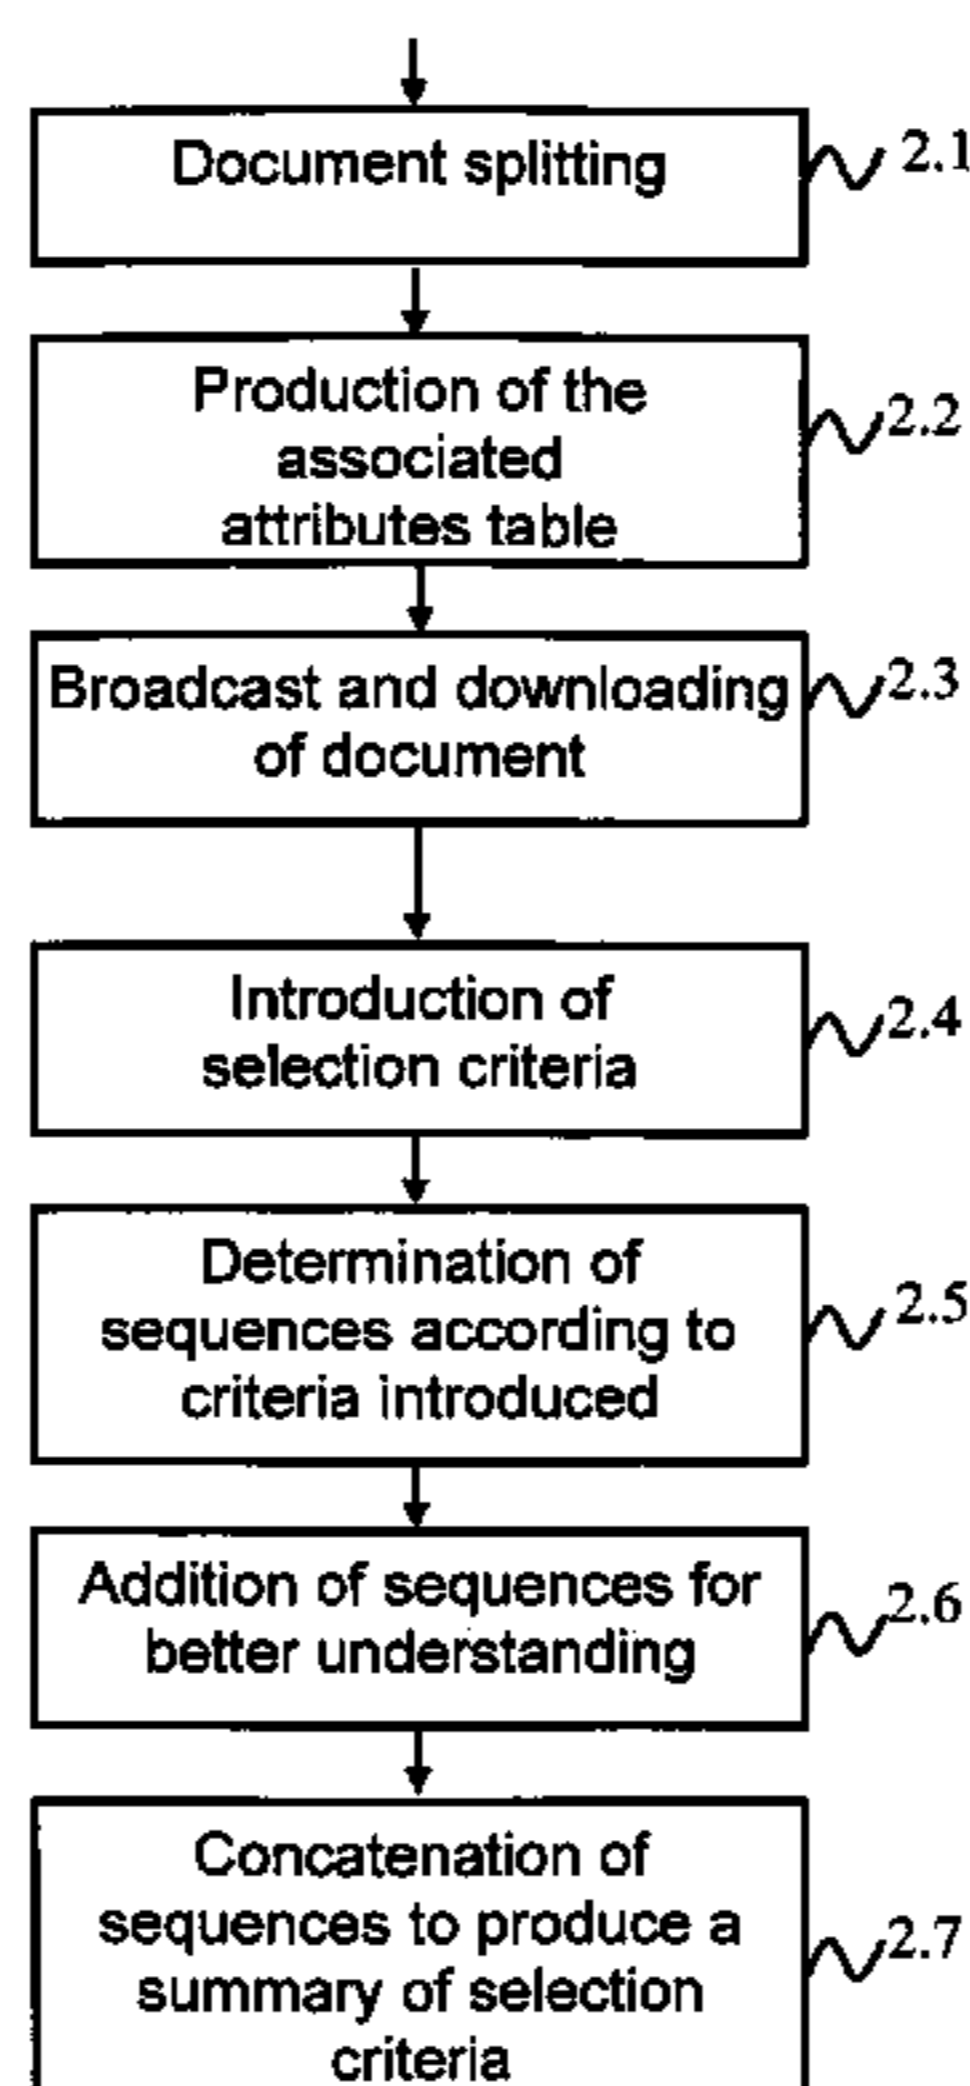 Document splitting
2.1
Production of the
associated
attributes table
2.2
Broadcast and downloading
of document
2.3
Introduction of
selection criteria
2.4
Determination of
sequences according to
criteria introduced
2.5
Addition of sequences for
better understanding
2.6
Concatenation of
sequences to produce a
summary of selection
criteria
2.7